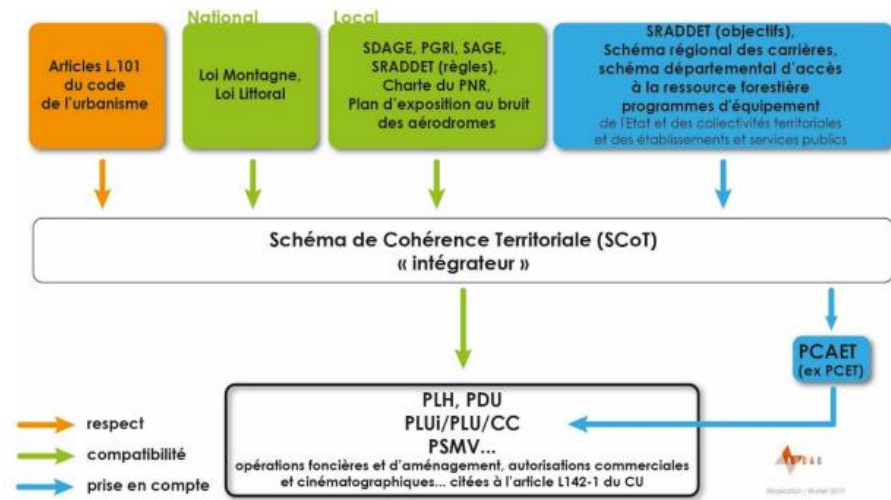 National
Local
Articles L.101
du code
de l'urbanisme
Loi Montagne,
Loi Littoral
SDAGE, PGRI, SAGE,
SRADDET (règles),
Charte du PNR,
Plan d'exposition au bruit
des aérodromes
SRADDET (objectifs),
Schéma régional des carrières,
schéma départemental d'accès
à la ressource forestière
programmes d'équipement
de l'Etat et des collectivités territoriales
et des établissements et services publics
Schéma de Cohérence Territoriale (SCoT)
« intégrateur »
PCAET
(ex PCET)
PLH, PDU
PLUi/PLU/CC
PSMV...
opérations foncières et d'aménagement, autorisations commerciales
et cinématographiques... citées à l'article L142-1 du CU
respect
compatibilité
prise en compte
Réalisation : février